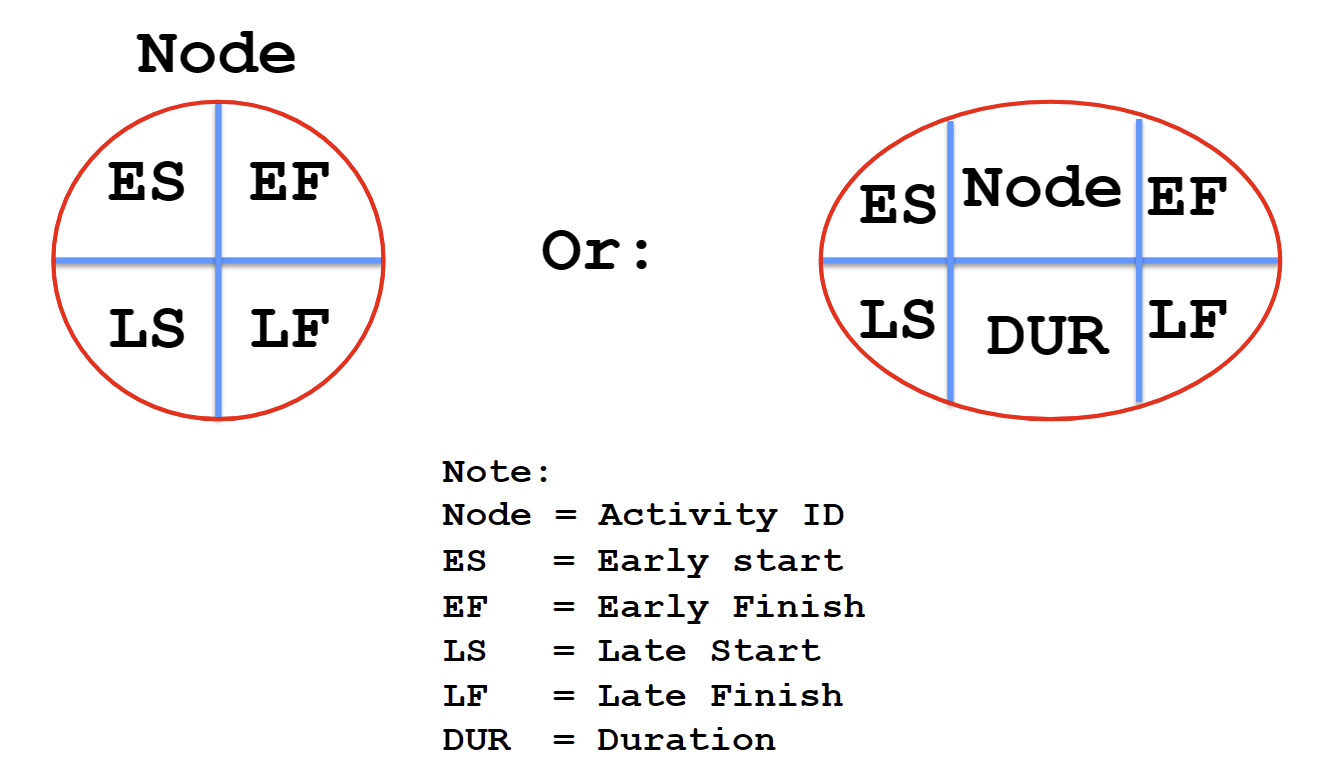 Node
ES EF
LS LF
Or:
ES Node EF
LS DUR LF
Note:
Node = Activity ID
ES = Early start
EF = Early Finish
LS = Late Start
LF = Late Finish
DUR = Duration